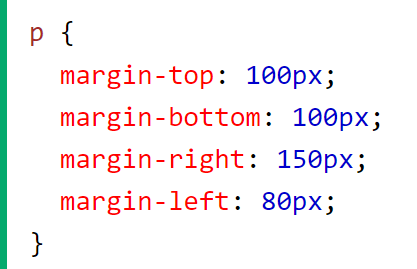 p {
  margin-top: 100px;
  margin-bottom: 100px;
  margin-right: 150px;
  margin-left: 80px;
}